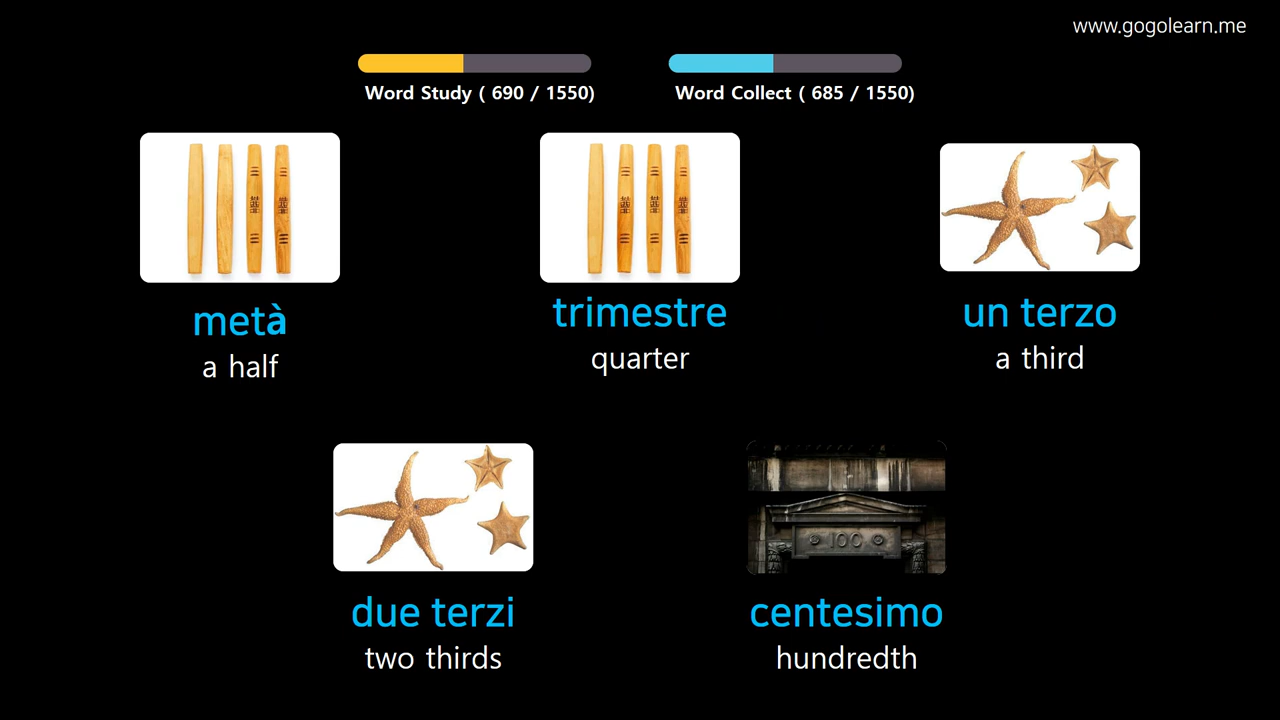 www.gogolearn.me
Word Study ( 690 / 1550)
Word Collect ( 685 / 1550)
metà
a half
trimestre
quarter
un terzo
a third
due terzi
two thirds
100
centesimo
hundredth